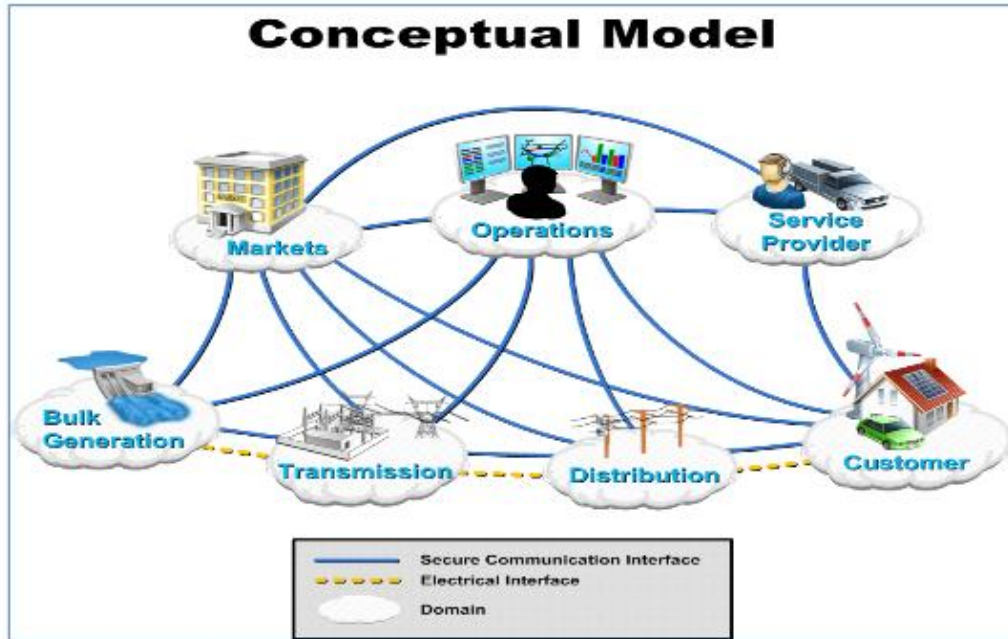 Conceptual Model
Operations
Service
Provider
Markets
Bulk
Generation
Transmission
Distribution
Customer
Secure Communication Interface
Electrical Interface
Domain